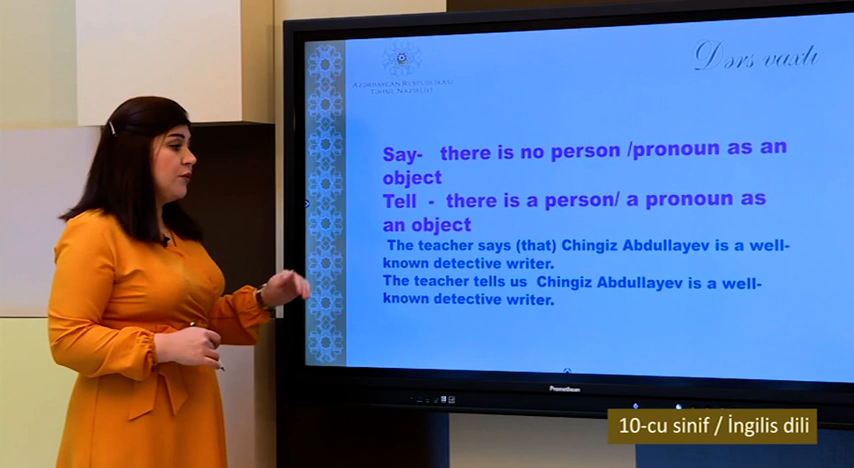 Dərs vaxtı
AZƏRBAYCAN RESPUBLİKASI
TƏHSİL NAZİRLİYİ
Say- there is no person /pronoun as an
object
Tell - there is a person/ a pronoun as
an object
The teacher says (that) Chingiz Abdullayev is a well-
known detective writer.
The teacher tells us Chingiz Abdullayev is a well-
known detective writer.
Promethean
10-cu sinif / İngilis dili